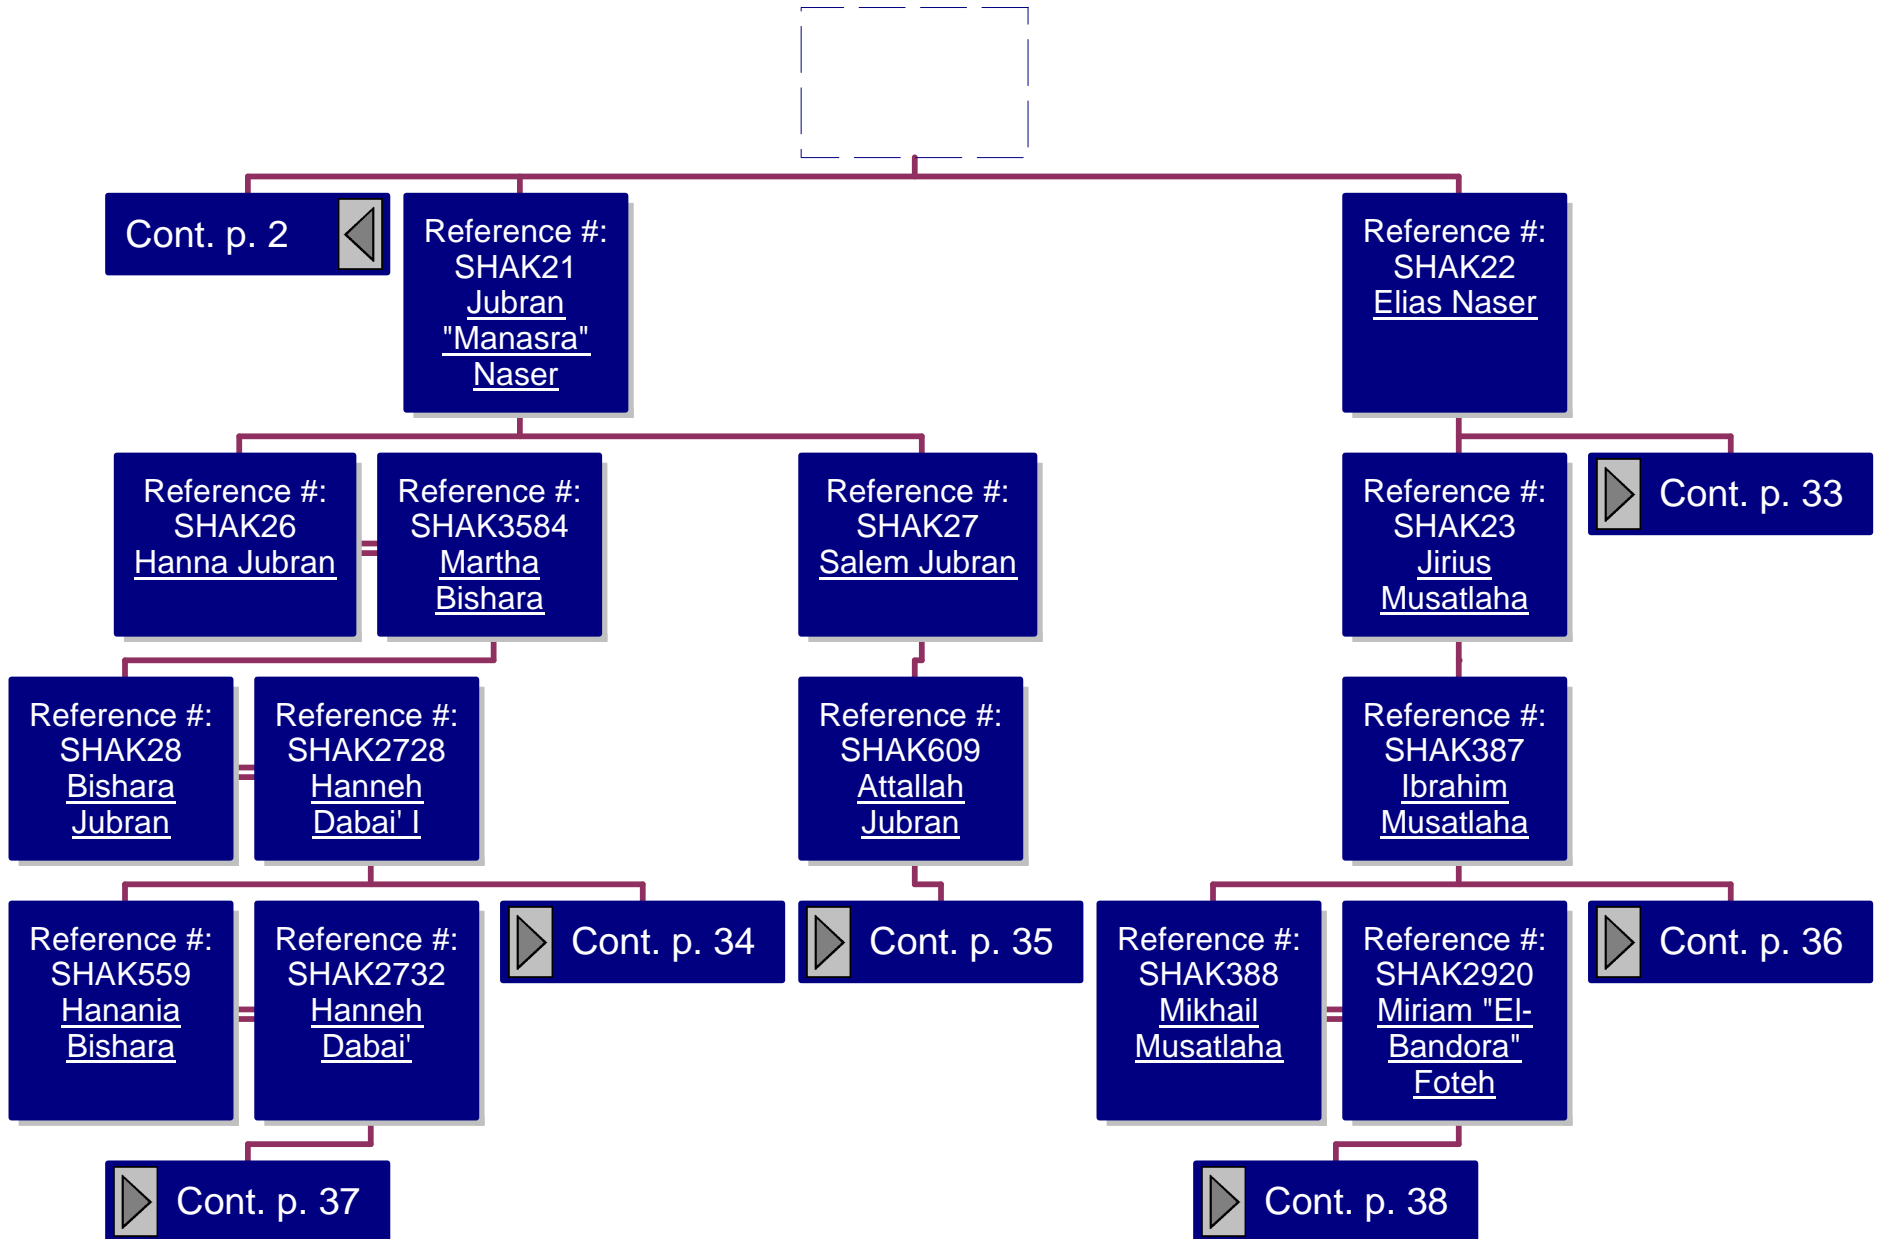 Cont. p. 2
Reference #:
SHAK21
Jubran
"Manasra"
Naser
Reference #:
SHAK22
Elias Naser
Reference #:
SHAK26
Hanna Jubran
Reference #:
SHAK3584
Martha
Bishara
Reference #:
SHAK27
Salem Jubran
Reference #:
SHAK23
Jirius
Musatlaha
Cont. p. 33
Reference #:
SHAK28
Bishara
Jubran
Reference #:
SHAK2728
Hanneh
Dabai' I
Reference #:
SHAK609
Attallah
Jubran
Reference #:
SHAK387
Ibrahim
Musatlaha
Reference #:
SHAK559
Hanania
Bishara
Reference #:
SHAK2732
Hanneh
Dabai'
Cont. p. 34
Cont. p. 35
Reference #:
SHAK388
Mikhail
Musatlaha
Reference #:
SHAK2920
Miriam "El-
Bandora"
Foteh
Cont. p. 36
Cont. p. 37
Cont. p. 38